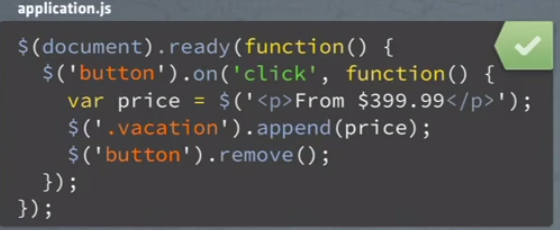 application.js
$(document).ready(function() {
$('button').on('click', function() {
var price = $('<p>From $399.99</p>');
$('.vacation').append(price);
$('button').remove();
});
});